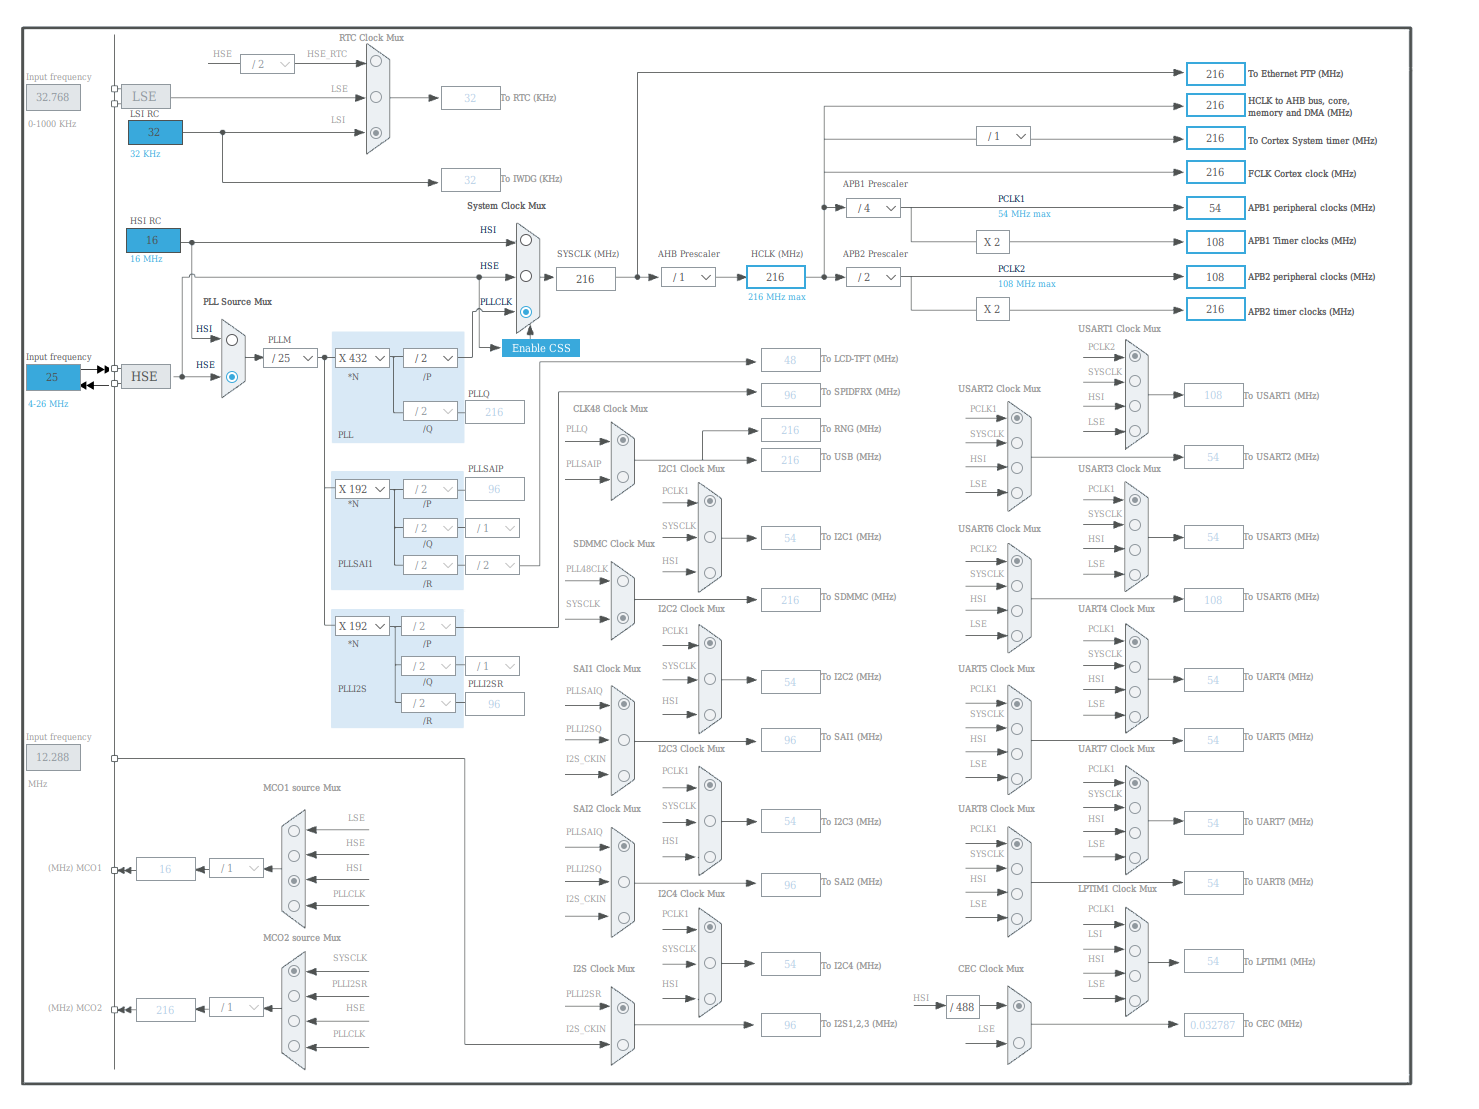 RTC Clock Mux
HSE
/ 2
HSE_RTC
Input frequency
32.768
0-1000 KHz
LSE
LSE
32
To RTC (KHz)
LSI RC
32
32 KHz
LSI
32
To IWDG (KHz)
216
To Ethernet PTP (MHz)
216
HCLK to AHB bus, core,
memory and DMA (MHz)
/ 1
216
To Cortex System timer (MHz)
216
FCLK Cortex clock (MHz)
APB1 Prescaler
/ 4
PCLK1
54 MHz max
54
APB1 peripheral clocks (MHz)
X 2
108
APB1 Timer clocks (MHz)
System Clock Mux
HSI RC
16
16 MHz
HSI
HSE
PLLCLK
SYSCLK (MHz)
216
AHB Prescaler
/ 1
HCLK (MHz)
216
216 MHz max
APB2 Prescaler
/ 2
PCLK2
108 MHz max
108
APB2 peripheral clocks (MHz)
X 2
216
APB2 timer clocks (MHz)
Enable CSS
PLL Source Mux
HSI
HSE
PLLM
/ 25
Input frequency
25
4-26 MHz
HSE
X 432
*N
/ 2
/P
PLLQ
/ 2
216
/Q
PLL
PLLSAIP
X 192
*N
/ 2
96
/P
/ 2
/ 1
/Q
/ 2
/ 2
/R
PLLSAI1
X 192
*N
/ 2
/P
/ 2
/ 1
/Q
PLLI2SR
/ 2
96
/R
PLLI2S
48
To LCD-TFT (MHz)
96
To SPIDFRX (MHz)
CLK48 Clock Mux
PLLQ
PLLSAIP
216
To RNG (MHz)
216
To USB (MHz)
I2C1 Clock Mux
PCLK1
SYSCLK
HSI
54
To I2C1 (MHz)
SDMMC Clock Mux
PLL48CLK
SYSCLK
216
To SDMMC (MHz)
I2C2 Clock Mux
PCLK1
SYSCLK
HSI
54
To I2C2 (MHz)
SAI1 Clock Mux
PLLSAIQ
PLLI2SQ
I2S_CKIN
96
To SAI1 (MHz)
I2C3 Clock Mux
PCLK1
SYSCLK
HSI
54
To I2C3 (MHz)
SAI2 Clock Mux
PLLSAIQ
PLLI2SQ
I2S_CKIN
96
To SAI2 (MHz)
I2C4 Clock Mux
PCLK1
SYSCLK
HSI
54
To I2C4 (MHz)
I2S Clock Mux
PLLI2SR
I2S_CKIN
96
To I2S1,2,3 (MHz)
USART1 Clock Mux
PCLK2
SYSCLK
HSI
LSE
108
To USART1 (MHz)
USART2 Clock Mux
PCLK1
SYSCLK
HSI
LSE
54
To USART2 (MHz)
USART3 Clock Mux
PCLK1
SYSCLK
HSI
LSE
54
To USART3 (MHz)
USART6 Clock Mux
PCLK2
SYSCLK
HSI
LSE
108
To USART6 (MHz)
UART4 Clock Mux
PCLK1
SYSCLK
HSI
LSE
54
To UART4 (MHz)
UART5 Clock Mux
PCLK1
SYSCLK
HSI
LSE
54
To UART5 (MHz)
UART7 Clock Mux
PCLK1
SYSCLK
HSI
LSE
54
To UART7 (MHz)
UART8 Clock Mux
PCLK1
SYSCLK
HSI
LSE
54
To UART8 (MHz)
LPTIM1 Clock Mux
PCLK1
LSI
HSI
LSE
54
To LPTIM1 (MHz)
CEC Clock Mux
HSI
/ 488
LSE
0.032787
To CEC (MHz)
Input frequency
12.288
MHz
MCO1 source Mux
LSE
HSE
HSI
PLLCLK
(MHz) MCO1
16
/ 1
MCO2 source Mux
SYSCLK
PLLI2SR
HSE
PLLCLK
(MHz) MCO2
216
/ 1